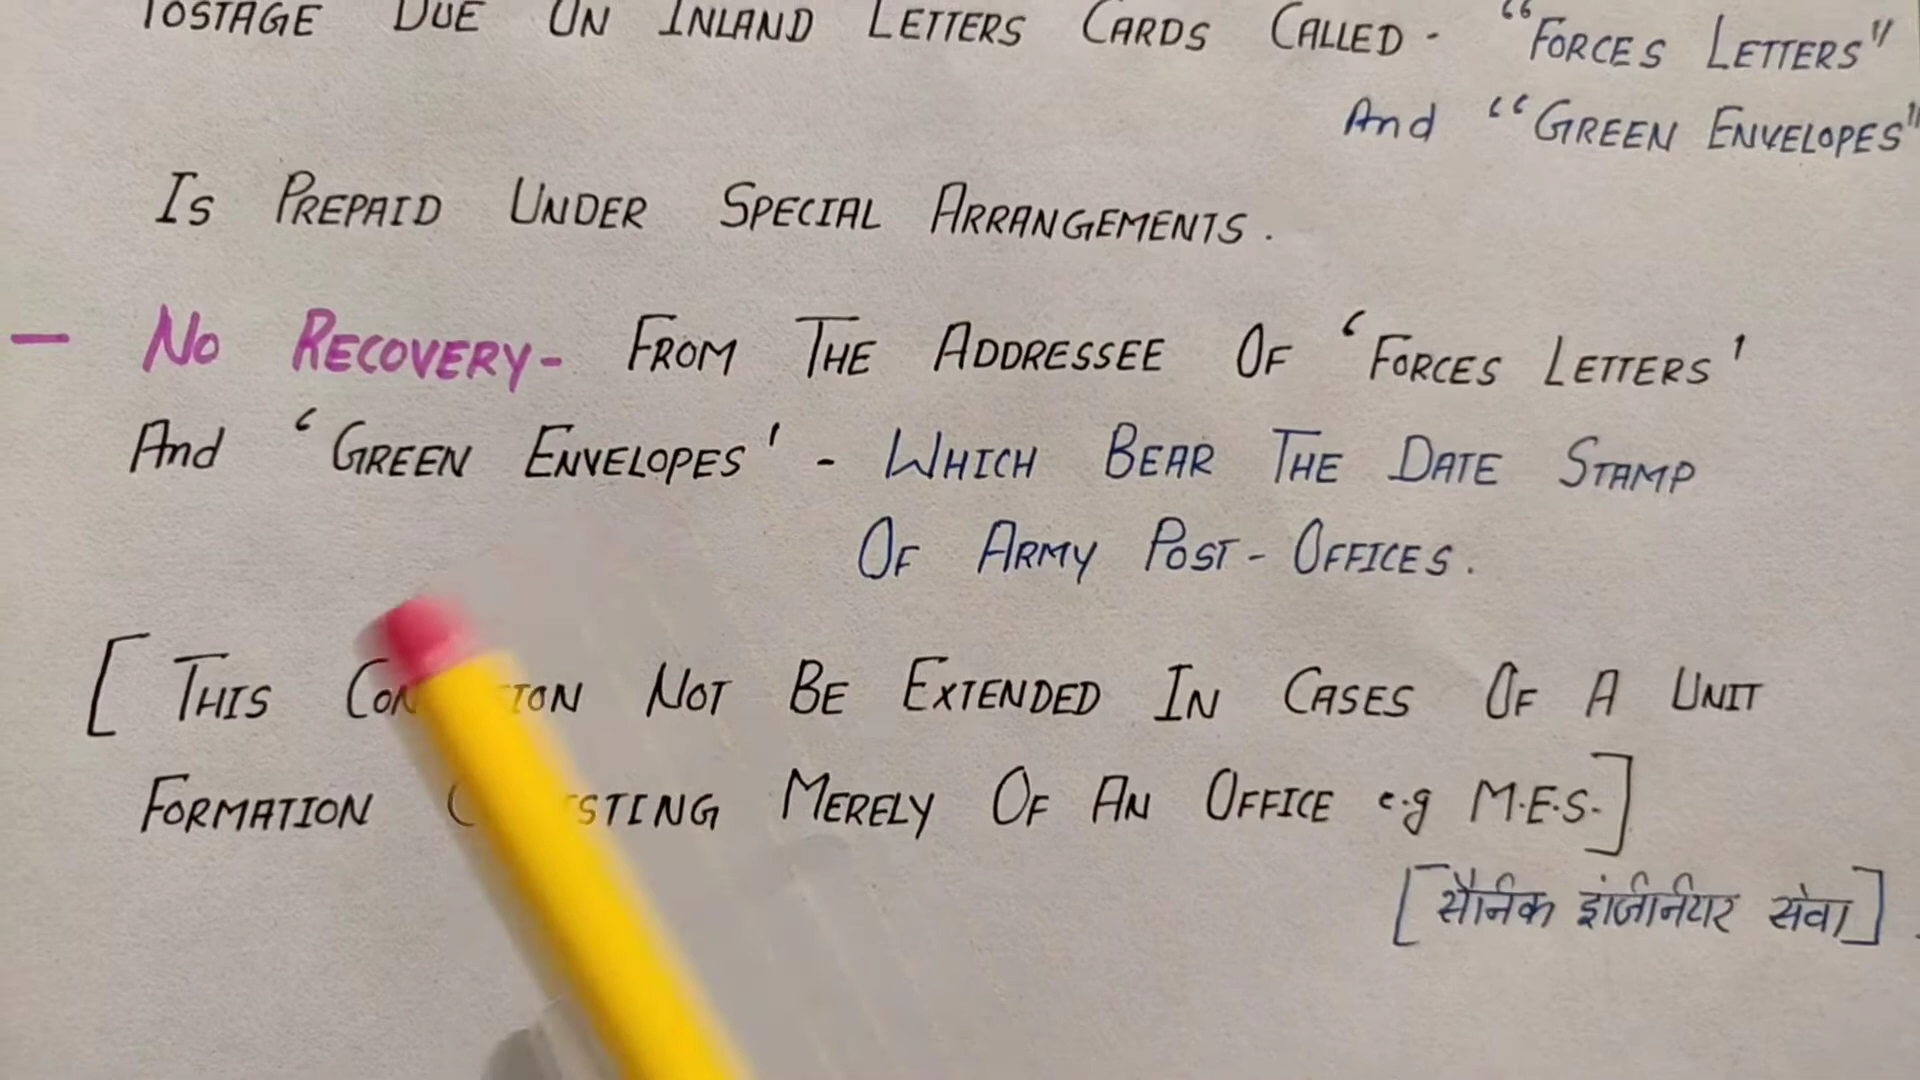 POSTAGE DUE ON INLAND LETTERS CARDS CALLED - "FORCES LETTERS"
And "GREEN ENVELOPES"
IS PREPAID UNDER SPECIAL ARRANGEMENTS.
- NO RECOVERY - FROM THE ADDRESSEE OF 'FORCES LETTERS'
And 'GREEN ENVELOPES' - WHICH BEAR THE DATE STAMP
OF ARMY POST-OFFICES.
[ THIS NOT BE EXTENDED IN CASES OF A UNIT
FORMATION MERELY OF AN OFFICE e.g M.E.S.]
[सैनिक इंजीनियर सेवा]